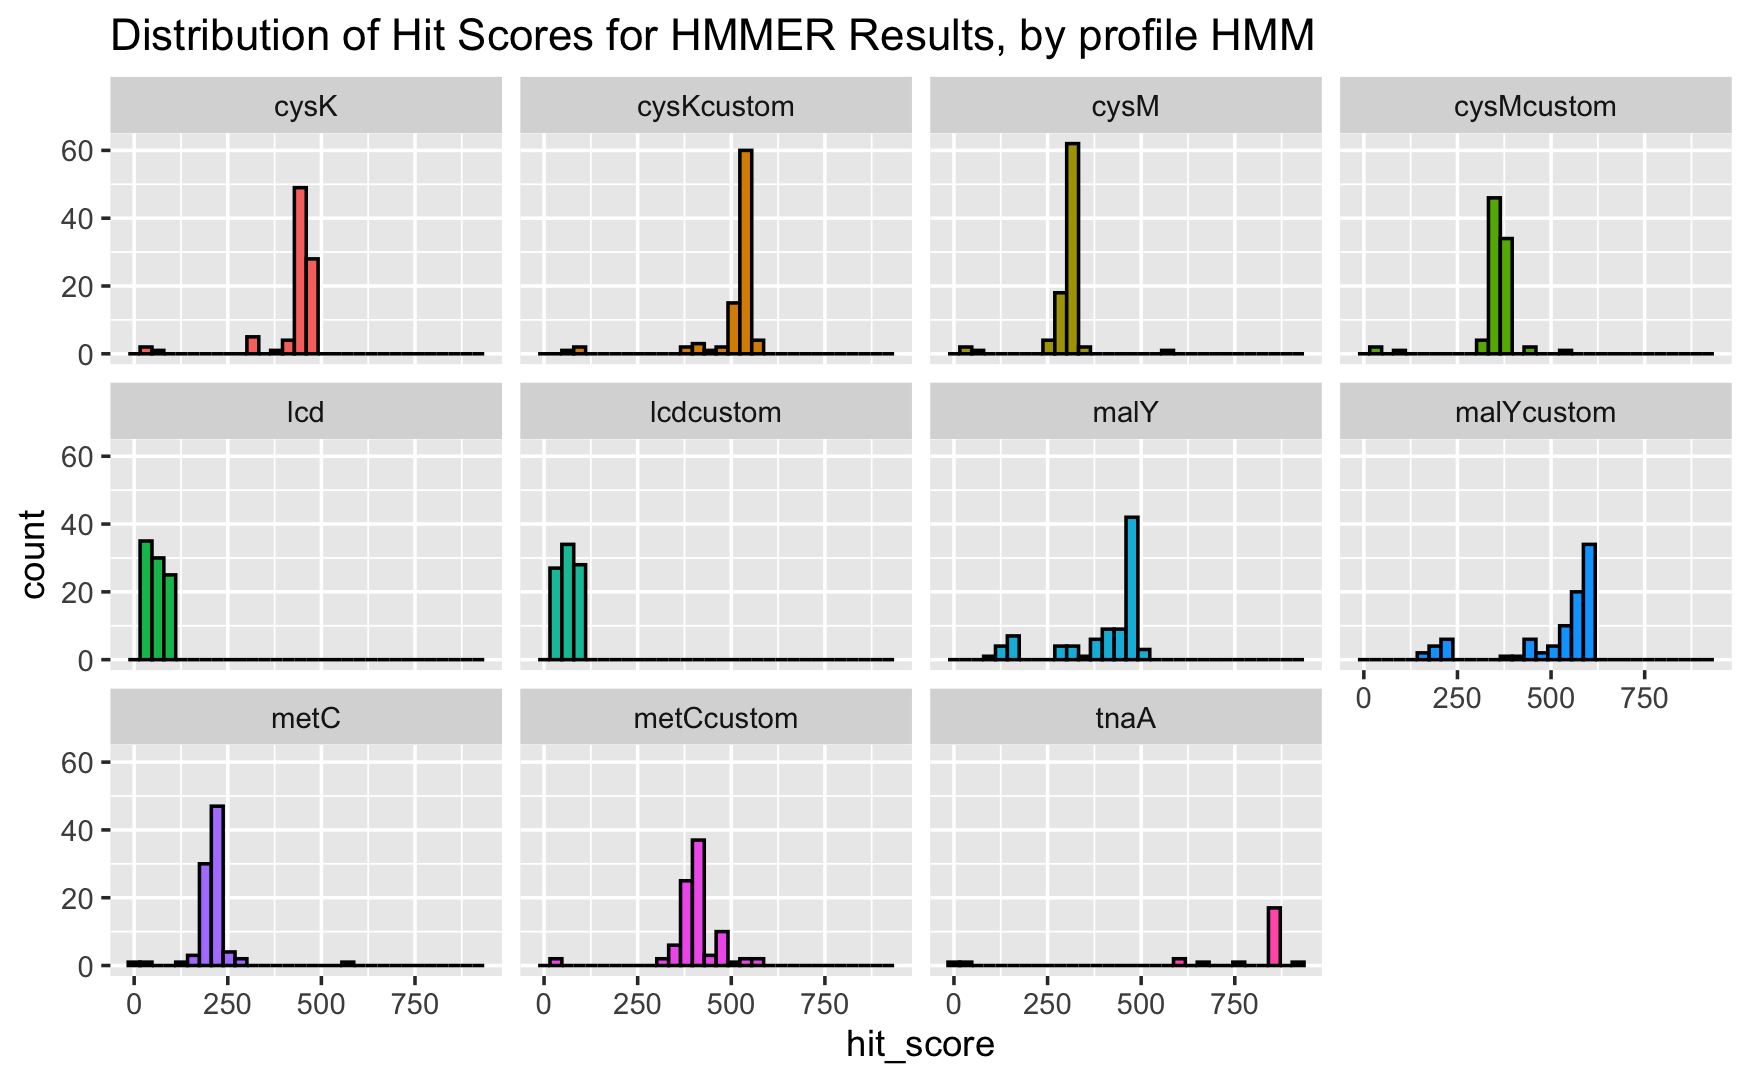 Distribution of Hit Scores for HMMER Results, by profile HMM
cysK cysKcustom cysM cysMcustom
60
40
20
0
lcd lcdcustom malY malYcustom
60
40
20
0
0 250 500 750
metC metCcustom tnaA
60
40
20
0
0 250 500 750 0 250 500 750 0 250 500 750
count
hit_score